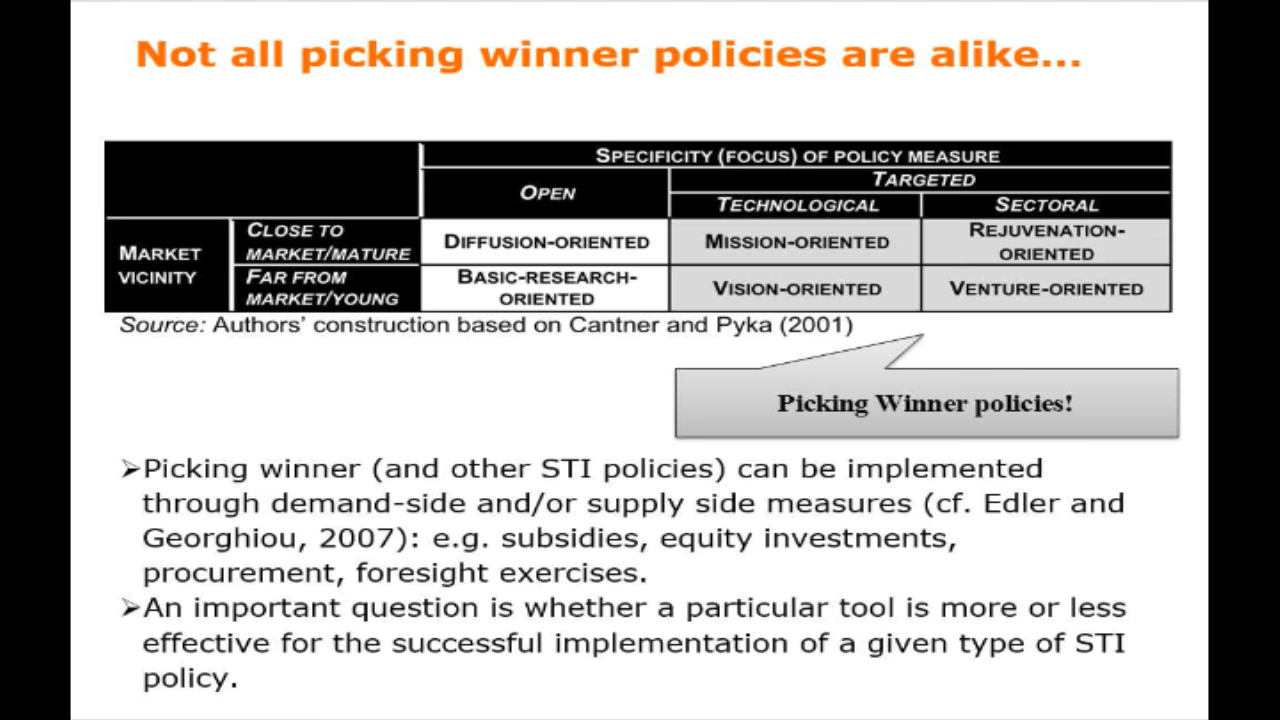 Not all picking winner policies are alike...
SPECIFICITY (FOCUS) OF POLICY MEASURE
OPEN
TARGETED
TECHNOLOGICAL
SECTORAL
MARKET
VICINITY
CLOSE TO
MARKET/MATURE
DIFFUSION-ORIENTED
MISSION-ORIENTED
REJUVENATION-
ORIENTED
FAR FROM
MARKET/YOUNG
BASIC-RESEARCH-
ORIENTED
VISION-ORIENTED
VENTURE-ORIENTED
Source: Authors' construction based on Cantner and Pyka (2001)
Picking Winner policies!
➢Picking winner (and other STI policies) can be implemented
through demand-side and/or supply side measures (cf. Edler and
Georghiou, 2007): e.g. subsidies, equity investments,
procurement, foresight exercises.
➢An important question is whether a particular tool is more or less
effective for the successful implementation of a given type of STI
policy.